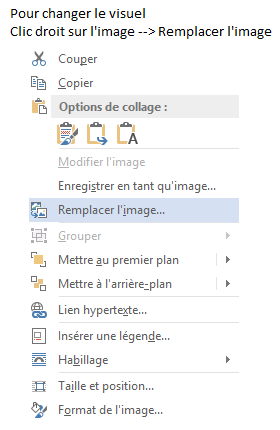 Pour changer le visuel
Clic droit sur l'image --> Remplacer l'image
Couper
Copier
Options de collage :
Modifier l'image
Enregistrer en tant qu'image...
Remplacer l'image...
Grouper
Mettre au premier plan
Mettre à l'arrière-plan
Lien hypertexte...
Insérer une légende...
Habillage
Taille et position...
Format de l'image...